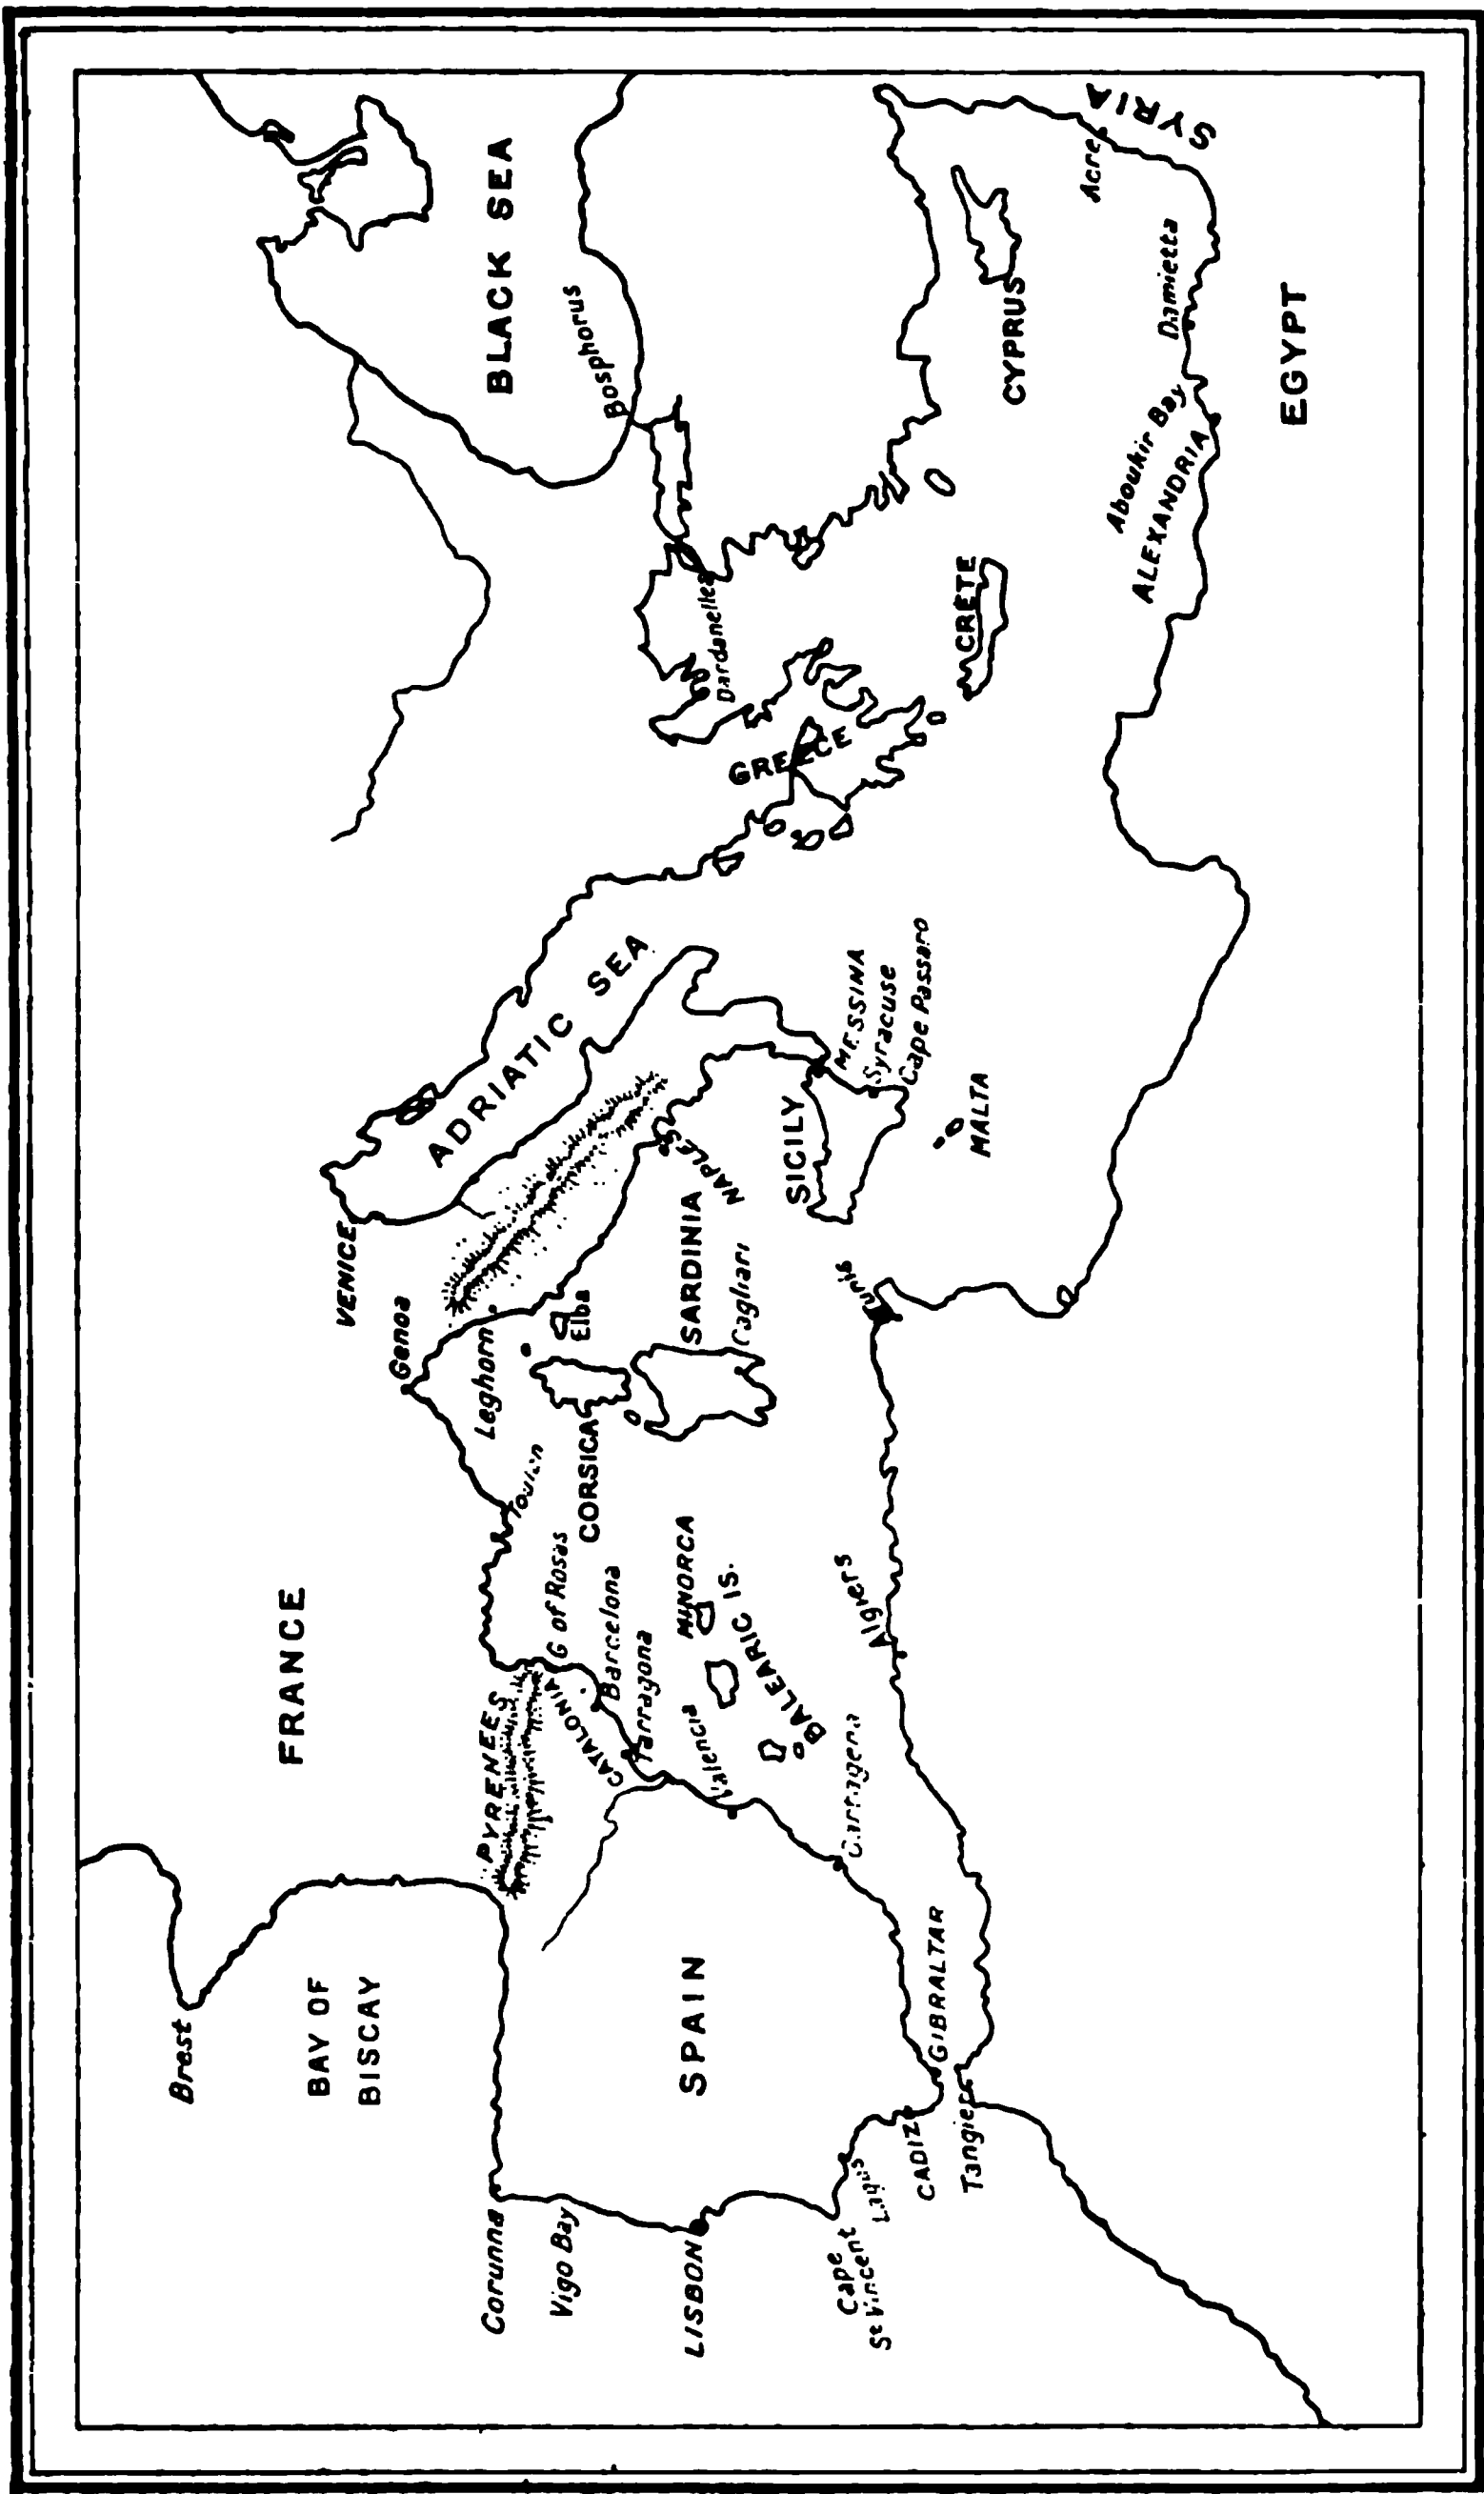 Brest
BAY OF
BISCAY
FRANCE
Corunna
Vigo Bay
LISBON
SPAIN
Cape
St Vincent
Lagos
CADIZ
Tangier
GIBRALTAR
PYRENEES
CATALONIA
G of Rosas
Barcelona
Tarragona
Valencia
Cartagena
MINORCA
BALEARIC IS.
Algiers
Toulon
Genoa
Leghorn
VENICE
CORSICA
Elba
SARDINIA
Cagliari
NAPLES
ADRIATIC SEA
SICILY
MESSINA
Syracuse
Cape Passaro
MALTA
Tunis
GREECE
Dardanelles
Bosphorus
BLACK SEA
CRETE
CYPRUS
Acre
SYRIA
Damietta
Aboukir Bay
ALEXANDRIA
EGYPT